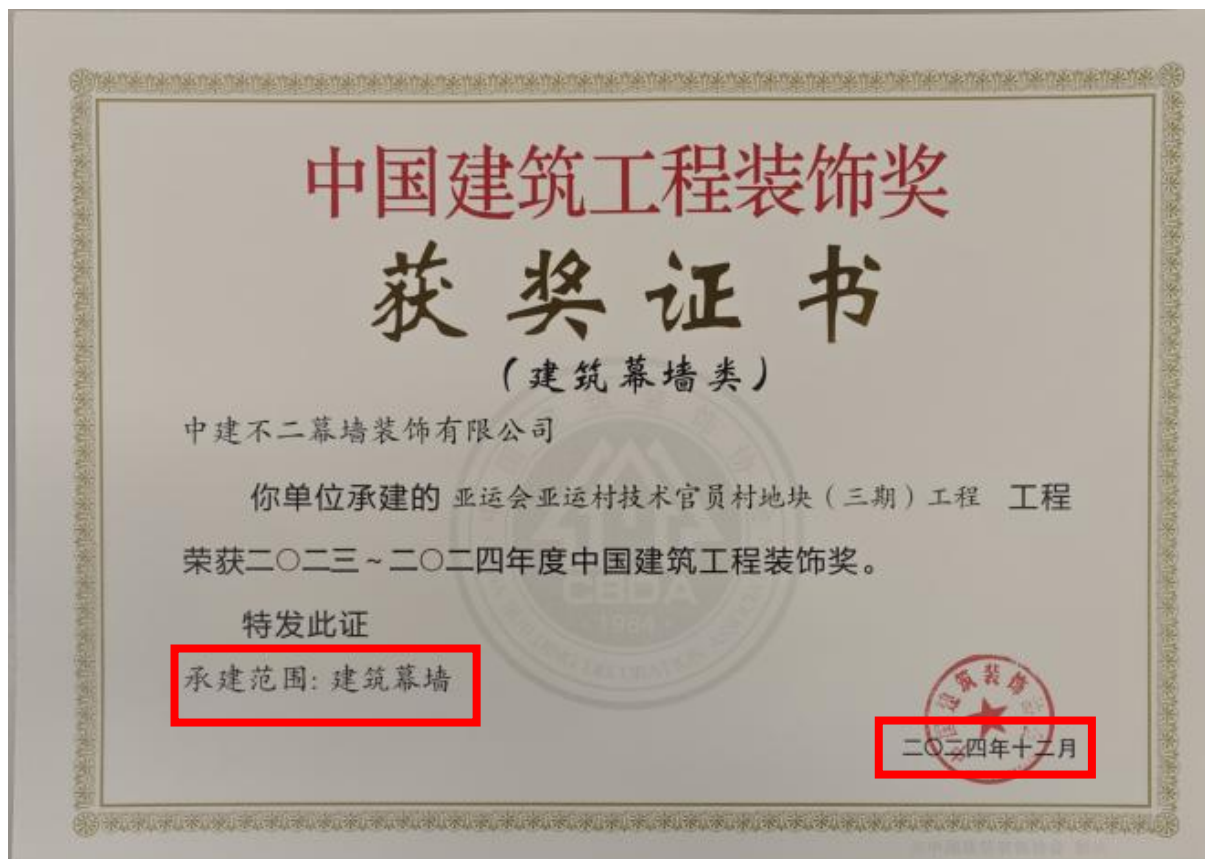 中国建筑工程装饰奖
获奖证书
（建筑幕墙类）
中建不二幕墙装饰有限公司
你单位承建的 亚运会亚运村技术官员村地块（三期）工程 工程
荣获二〇二三~二〇二四年度中国建筑工程装饰奖。
CBDA
·1984·
特发此证
承建范围: 建筑幕墙
二〇二四年十二月